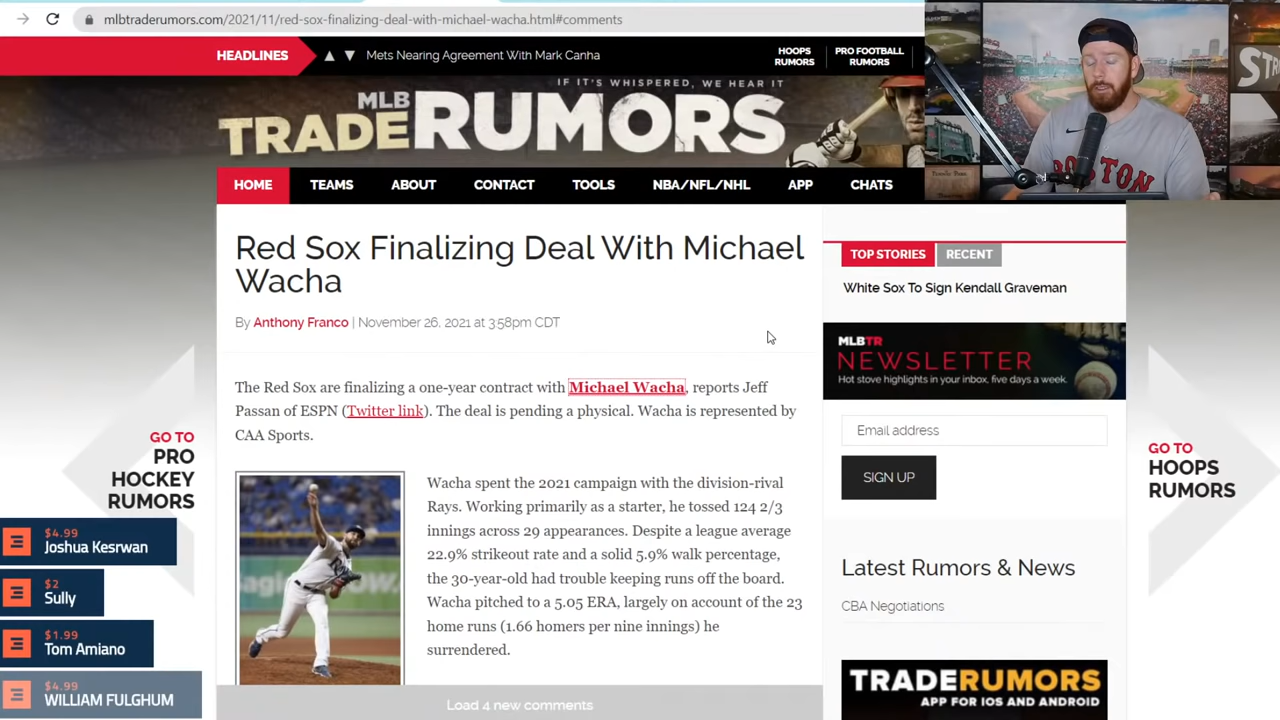 mlbtraderumors.com/2021/11/red-sox-finalizing-deal-with-michael-wacha.html#comments
HEADLINES
Mets Nearing Agreement With Mark Canha
HOOPS
RUMORS
PRO FOOTBALL
RUMORS
IF IT'S WHISPERED, WE HEAR IT
MLB
TRADERUMORS
HOME
TEAMS
ABOUT
CONTACT
TOOLS
NBA/NFL/NHL
APP
CHATS
BOSTON
Red Sox Finalizing Deal With Michael
Wacha
By Anthony Franco | November 26, 2021 at 3:58pm CDT
The Red Sox are finalizing a one-year contract with Michael Wacha, reports Jeff
Passan of ESPN (Twitter link). The deal is pending a physical. Wacha is represented by
CAA Sports.
Wacha spent the 2021 campaign with the division-rival
Rays. Working primarily as a starter, he tossed 124 2/3
innings across 29 appearances. Despite a league average
22.9% strikeout rate and a solid 5.9% walk percentage,
the 30-year-old had trouble keeping runs off the board.
Wacha pitched to a 5.05 ERA, largely on account of the 23
home runs (1.66 homers per nine innings) he
surrendered.
Load 4 new comments
TOP STORIES
RECENT
White Sox To Sign Kendall Graveman
MLBTR
NEWSLETTER
Hot stove highlights in your inbox, five days a week.
Email address
SIGN UP
Latest Rumors & News
CBA Negotiations
TRADERUMORS
APP FOR IOS AND ANDROID
GO TO
PRO
HOCKEY
RUMORS
GO TO
HOOPS
RUMORS
$4.99
Joshua Kesrwan
$2
Sully
$1.99
Tom Amiano
$4.99
WILLIAM FULGHUM